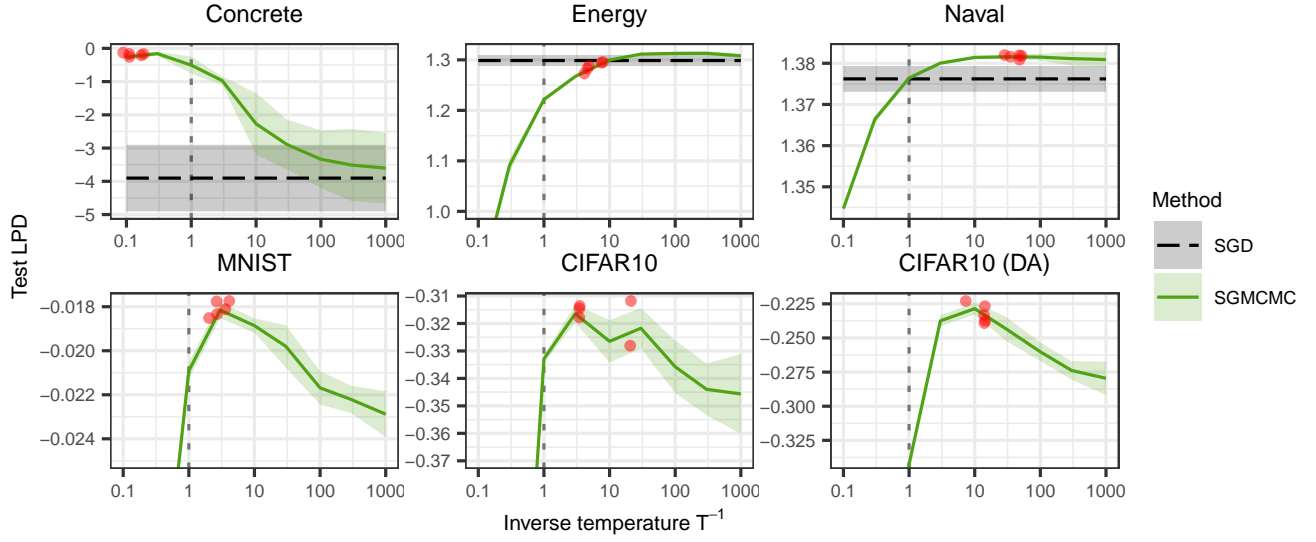 Concrete
Energy
Naval
0
−1
−2
−3
−4
−5
0.1 1 10 100 1000
1.3
1.2
1.1
1.0
0.1 1 10 100 1000
1.38
1.37
1.36
1.35
0.1 1 10 100 1000
MNIST
CIFAR10
CIFAR10 (DA)
−0.018
−0.020
−0.022
−0.024
0.1 1 10 100 1000
−0.31
−0.32
−0.33
−0.34
−0.35
−0.36
−0.37
0.1 1 10 100 1000
−0.225
−0.250
−0.275
−0.300
−0.325
0.1 1 10 100 1000
Test LPD
Inverse temperature T⁻¹
Method
SGD
SGMCMC